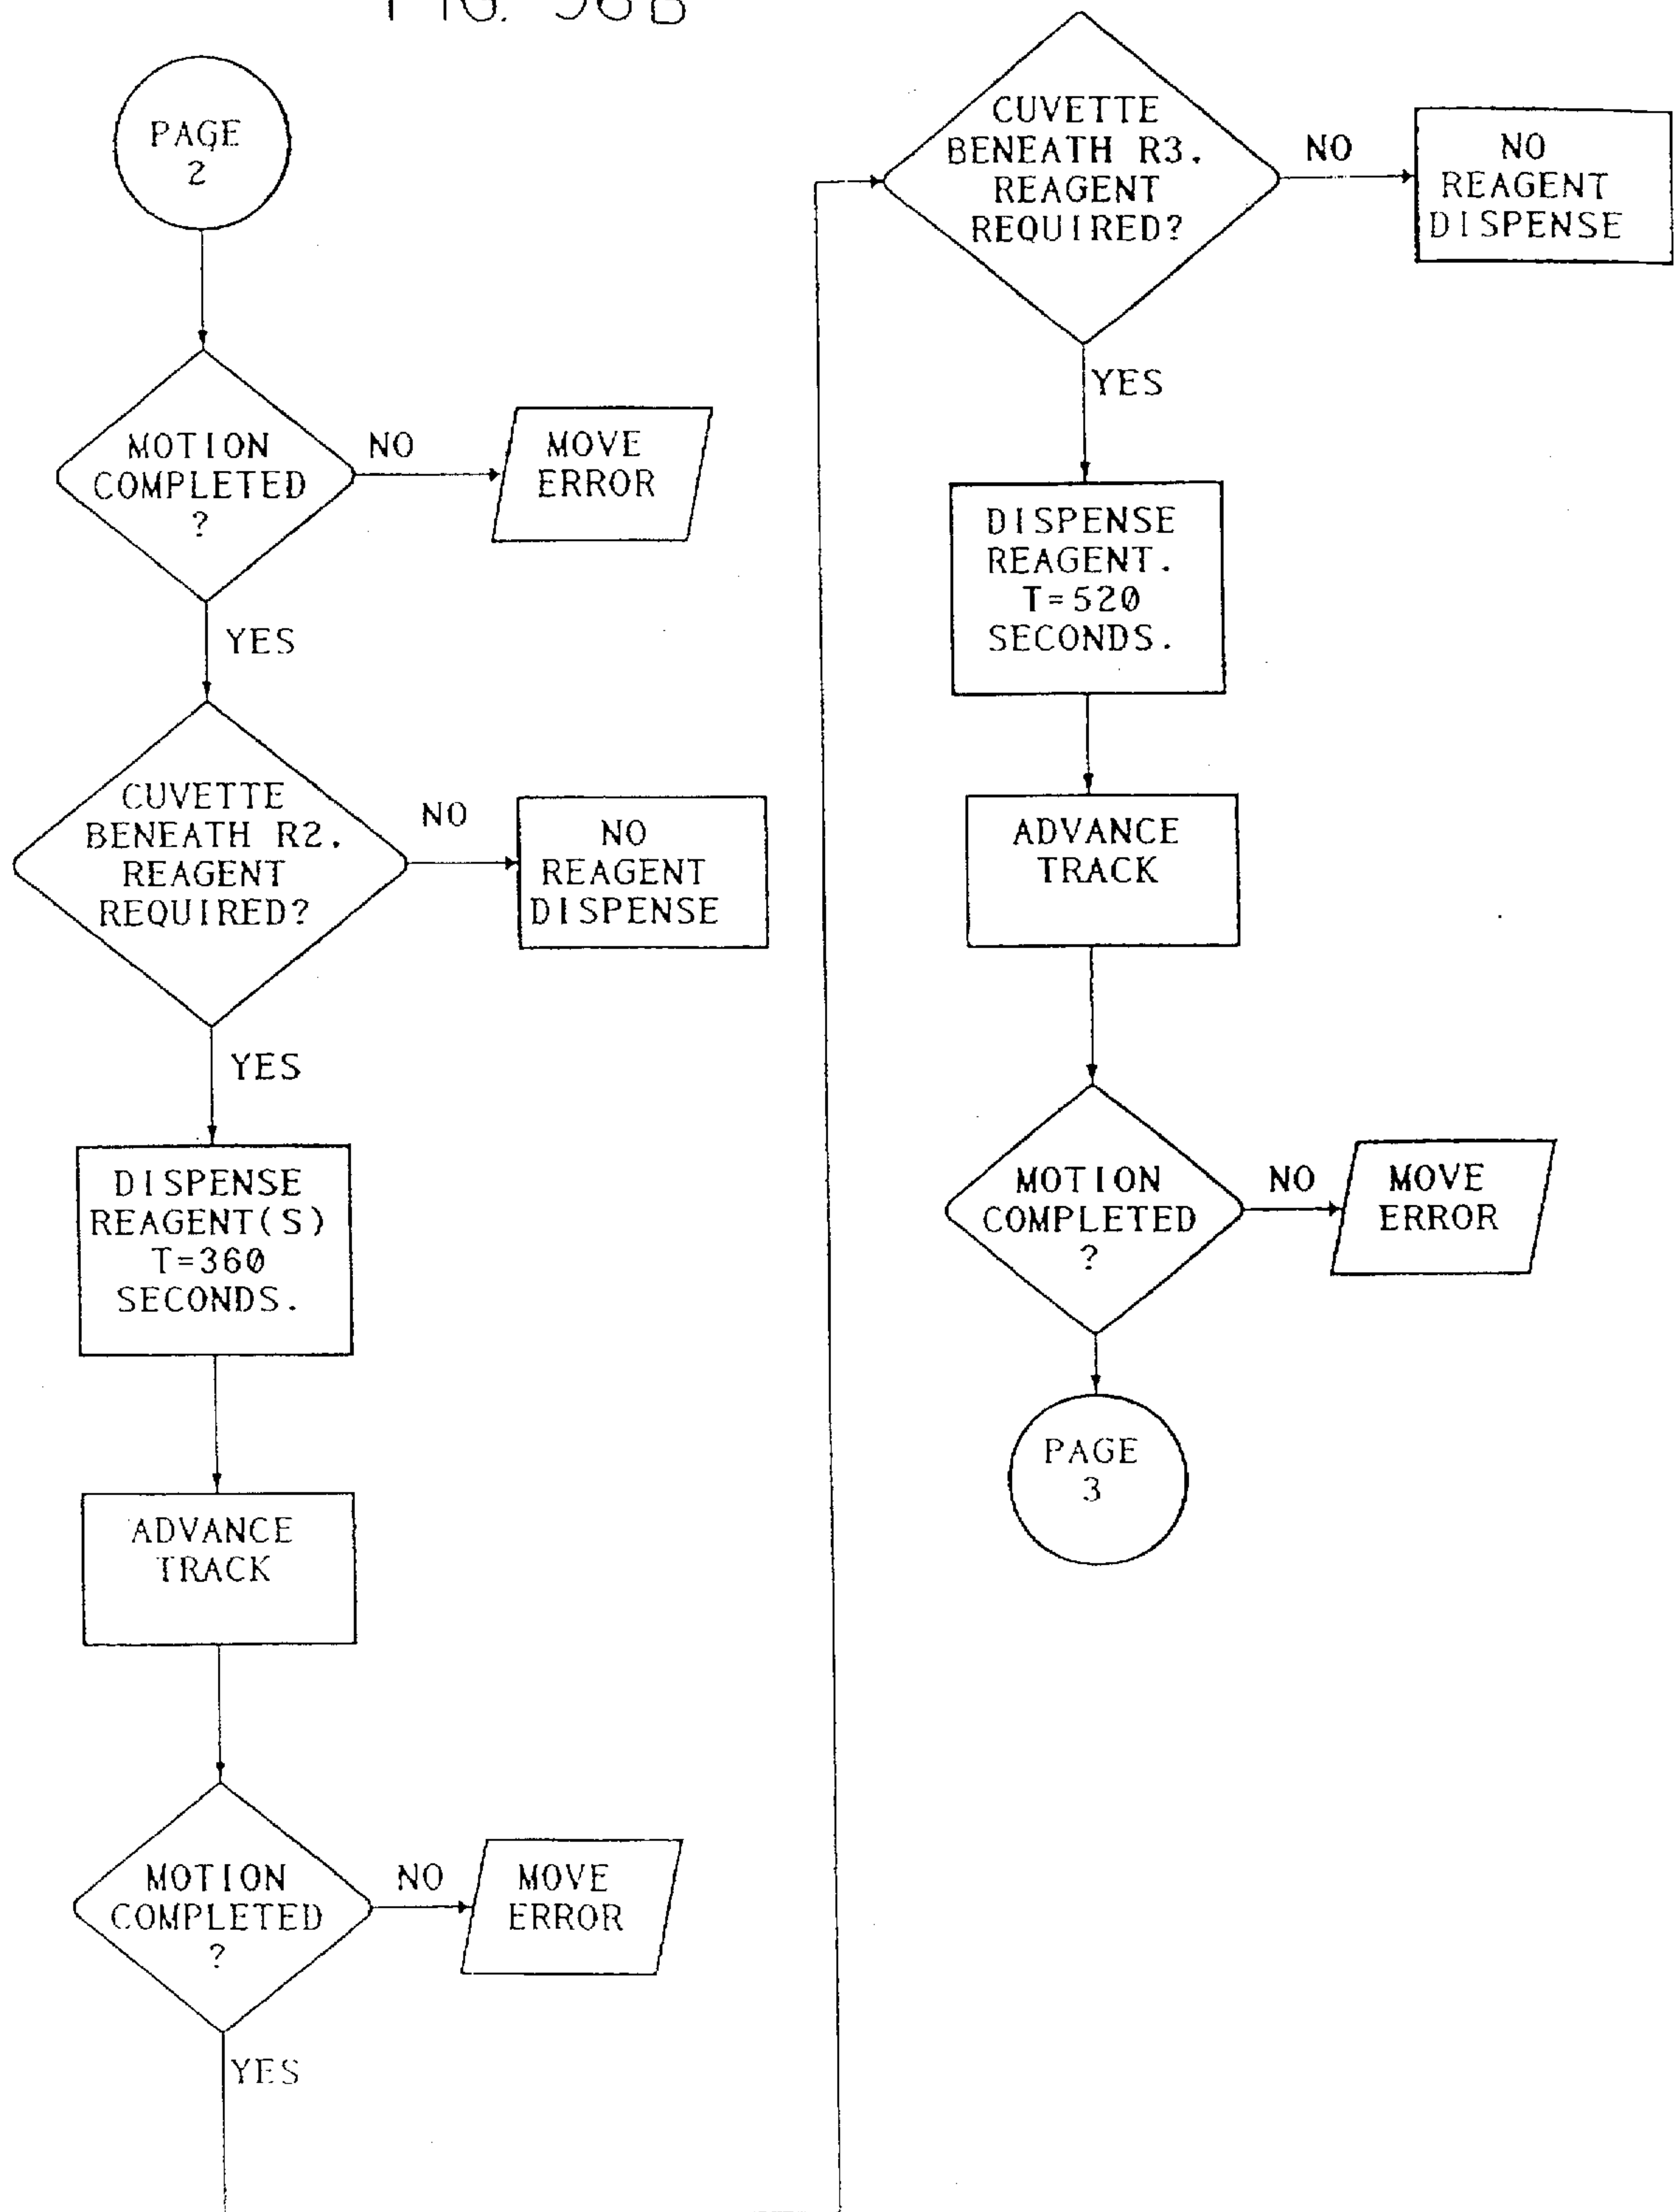 PAGE
2
MOTION
COMPLETED
?
NO
MOVE
ERROR
YES
CUVETTE
BENEATH R2.
REAGENT
REQUIRED?
NO
NO
REAGENT
DISPENSE
YES
DISPENSE
REAGENT(S)
T=360
SECONDS.
ADVANCE
TRACK
MOTION
COMPLETED
?
NO
MOVE
ERROR
YES
CUVETTE
BENEATH R3.
REAGENT
REQUIRED?
NO
NO
REAGENT
DISPENSE
YES
DISPENSE
REAGENT.
T=520
SECONDS.
ADVANCE
TRACK
MOTION
COMPLETED
?
NO
MOVE
ERROR
PAGE
3